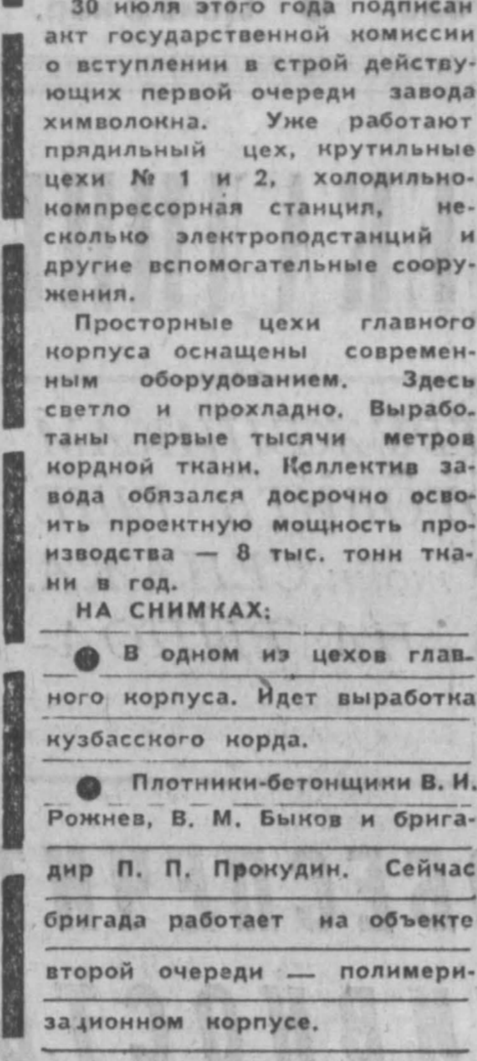 30 июля этого года подписан
акт государственной комиссии
о вступлении в строй действу-
ющих первой очереди завода
химволокна. Уже работают
прядильный цех, крутильные
цехи № 1 и 2, холодильно-
компрессорная станция, не-
сколько электроподстанций и
другие вспомогательные соору-
жения.
Просторные цехи главного
корпуса оснащены современ-
ным оборудованием. Здесь
светло и прохладно. Вырабо-
таны первые тысячи метров
кордной ткани. Коллектив за-
вода обязался досрочно осво-
ить проектную мощность про-
изводства — 8 тыс. тонн тка-
ни в год.
НА СНИМКАХ:
● В одном из цехов глав-
ного корпуса. Идет выработка
кузбасского корда.
● Плотники-бетонщики В. И.
Рожнев, В. М. Быков и брига-
дир П. П. Прокудин. Сейчас
бригада работает на объекте
второй очереди — полимери-
зационном корпусе.